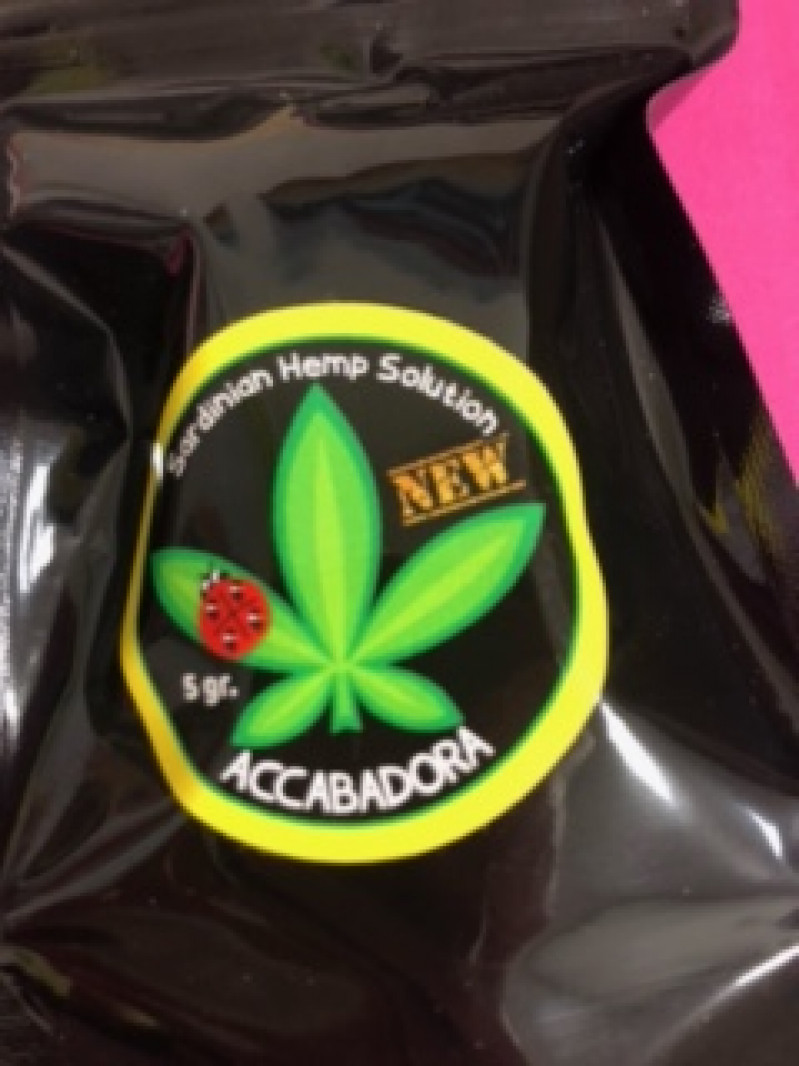 Sardinian Hemp Solution
NEW
5 gr.
ACCABADORA